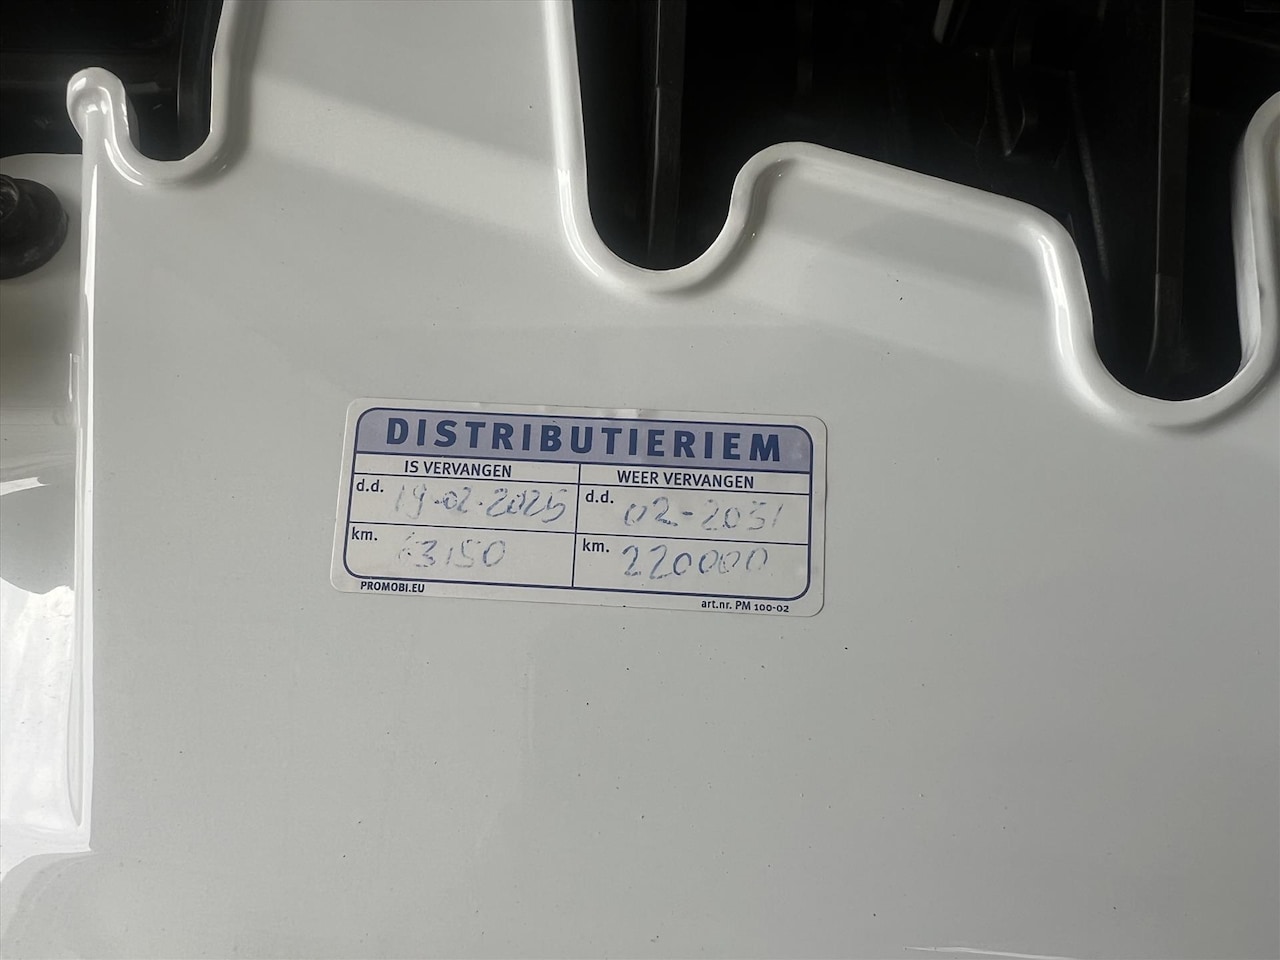 DISTRIBUTIERIEM
IS VERVANGEN WEER VERVANGEN
d.d. 19-02-2025 d.d. 02-2031
km. 63150 km. 220000
PROMOBI.EU art.nr. PM 100-02